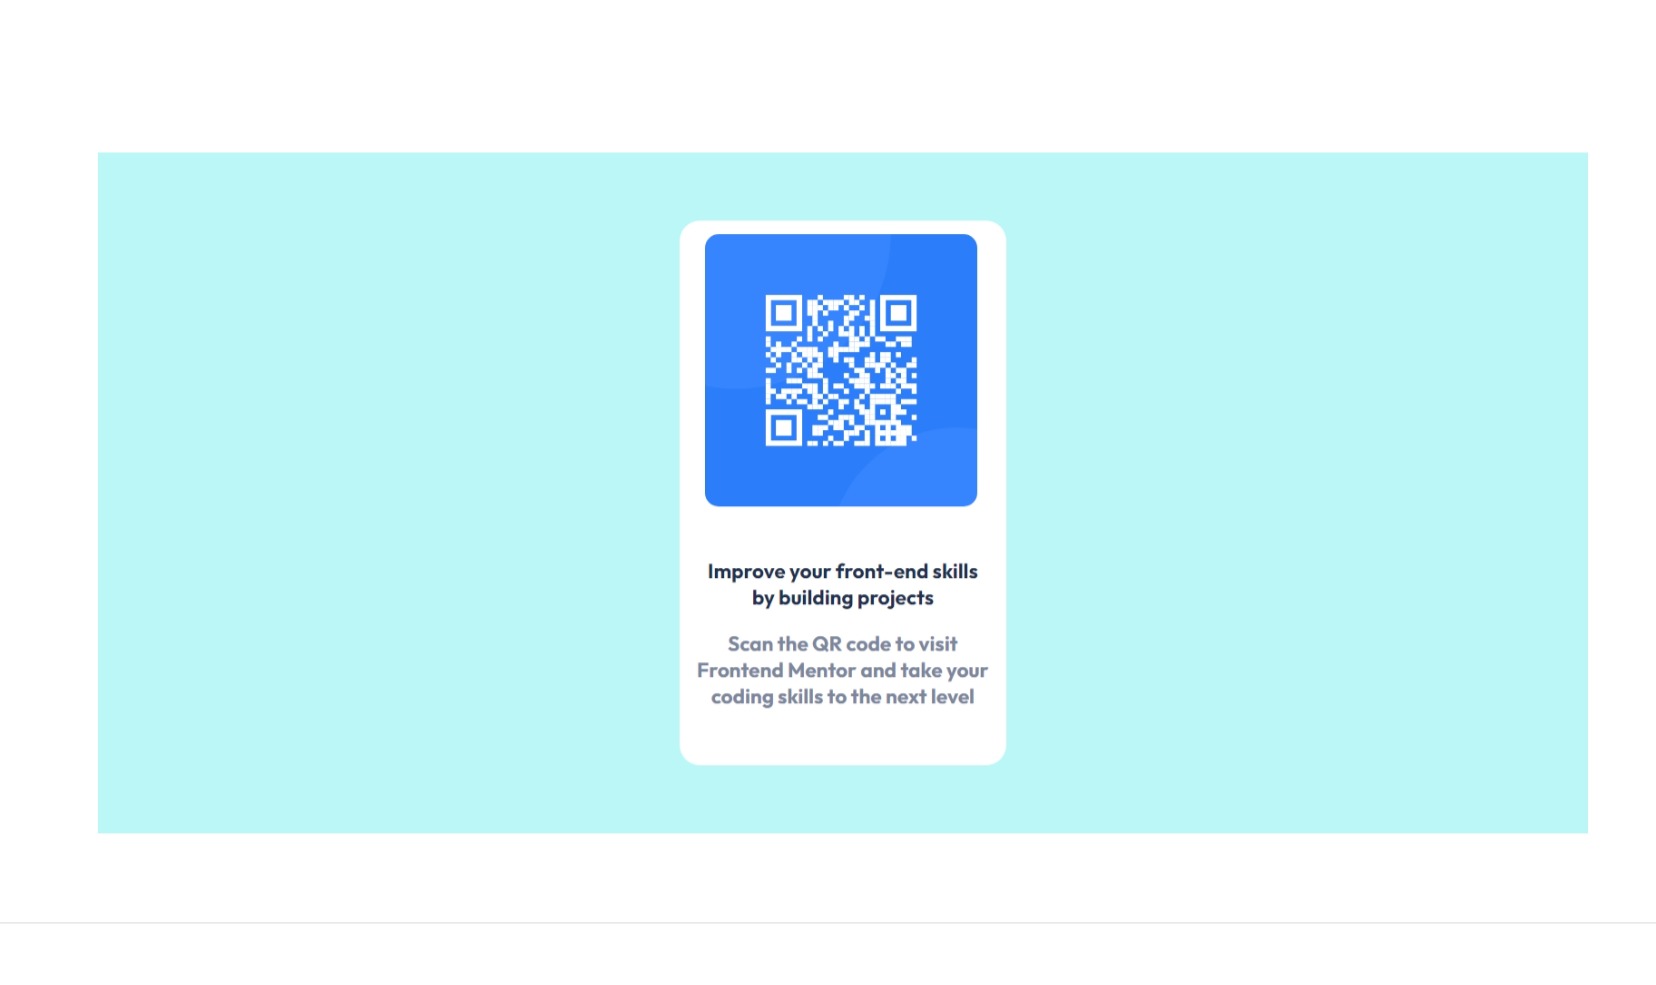 Improve your front-end skills
by building projects
Scan the QR code to visit
Frontend Mentor and take your
coding skills to the next level